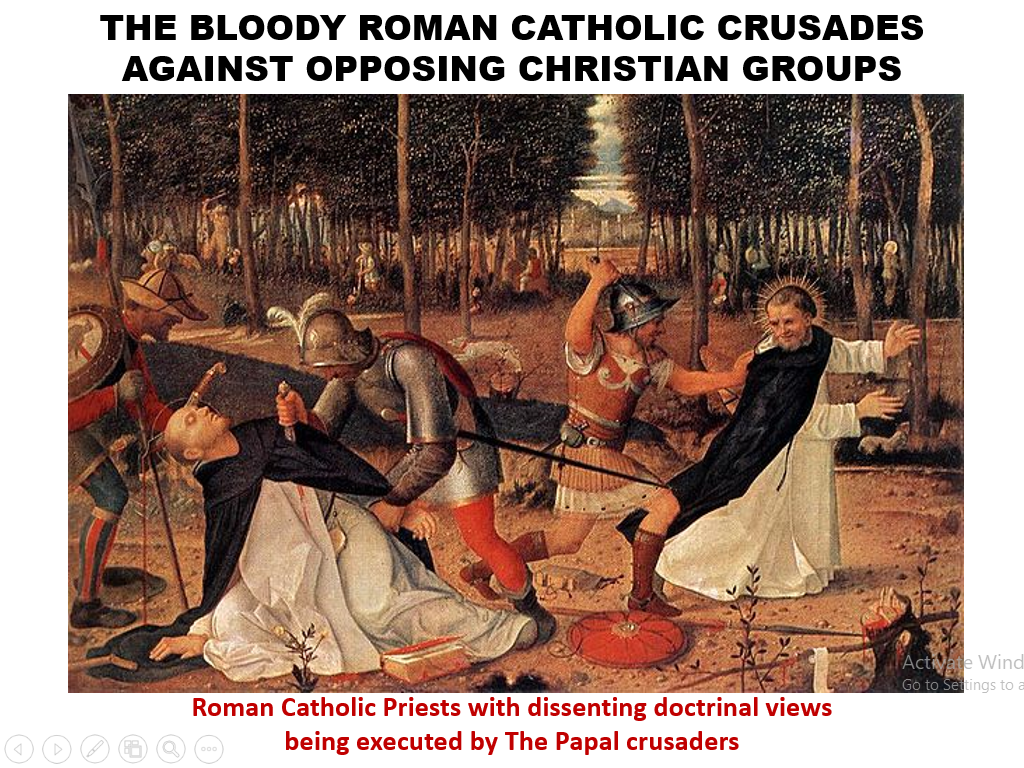 THE BLOODY ROMAN CATHOLIC CRUSADES
AGAINST OPPOSING CHRISTIAN GROUPS
Activate Wind
Go to Settings to a
Roman Catholic Priests with dissenting doctrinal views
being executed by The Papal crusaders